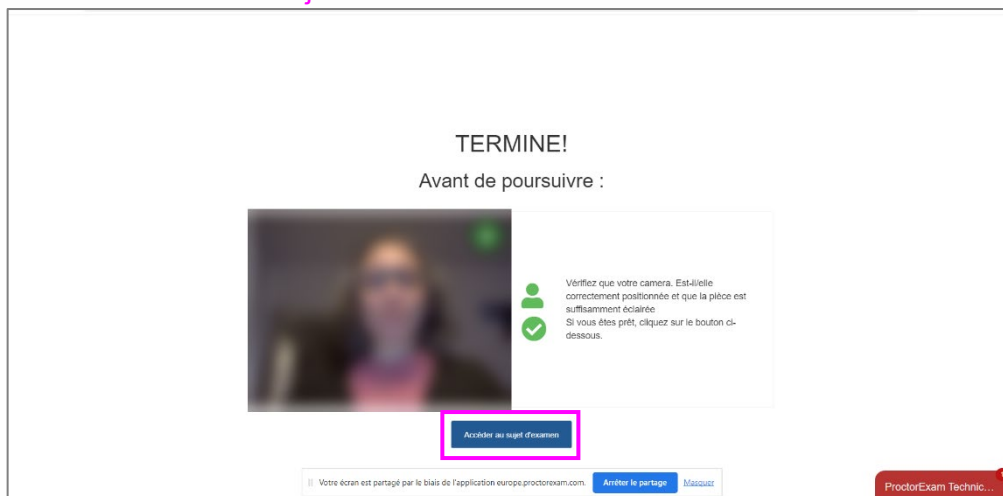 TERMINE!
Avant de poursuivre :
Vérifiez que votre camera. Est-il/elle
correctement positionnée et que la pièce est
suffisamment éclairée
Si vous êtes prêt, cliquez sur le bouton ci-
dessous.
Accéder au sujet d'examen
Votre écran est partagé par le biais de l'application europe.proctorexam.com.
Arrêter le partage
Masquer
ProctorExam Technic...